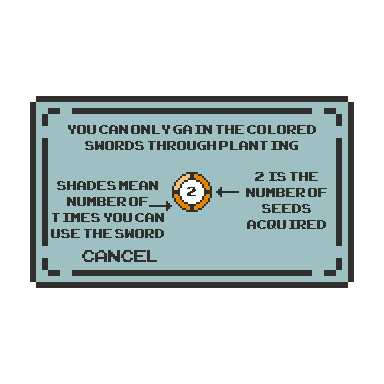 YOU CAN ONLY GAIN THE COLORED
SWORDS THROUGH PLANTING
SHADES MEAN
NUMBER OF
TIMES YOU CAN
USE THE SWORD
2
2 IS THE
NUMBER OF
SEEDS
ACQUIRED
CANCEL